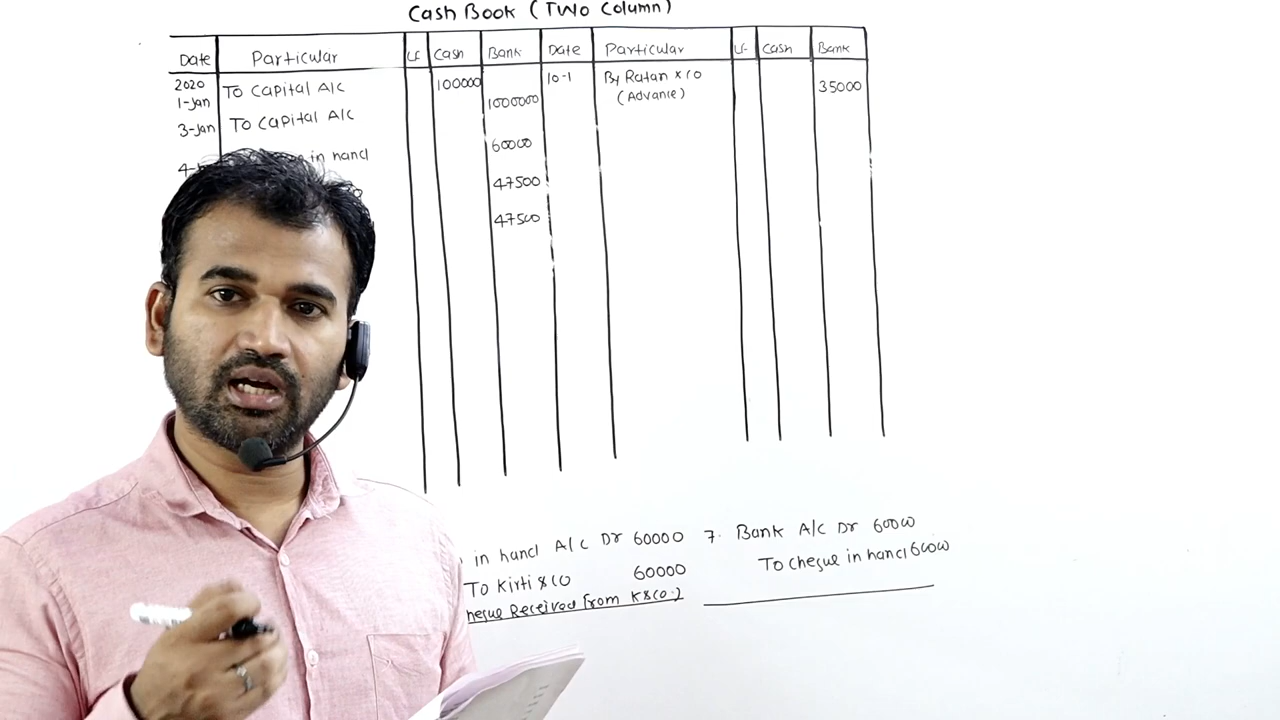 Cash Book (Two Column)
Date Particular LF Cash Bank Date Particular LF Cash Bank
2020
1-Jan To Capital A/c 100000 10-1 By Ratan & co 35000
(Advance)
1000000
3-Jan To Capital A/c
60000
in hand
47500
47500
in hand A/c Dr 60000
To Kirti & co 60000
heque Received from K&co.)
7. Bank A/c Dr 60000
To cheque in hand 60000